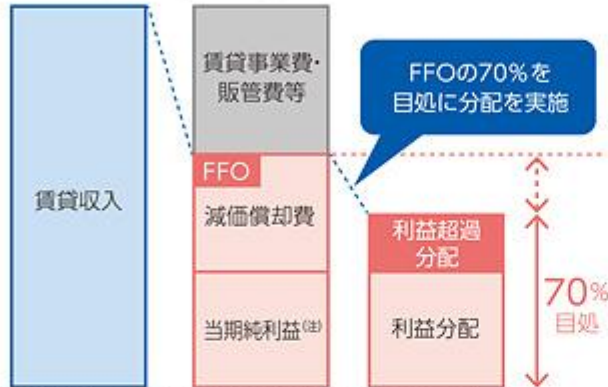 賃貸収入
賃貸事業費・
販管費等
FFO
減価償却費
当期純利益(注)
FFOの70%を
目処に分配を実施
利益超過
分配
利益分配
70%
目処